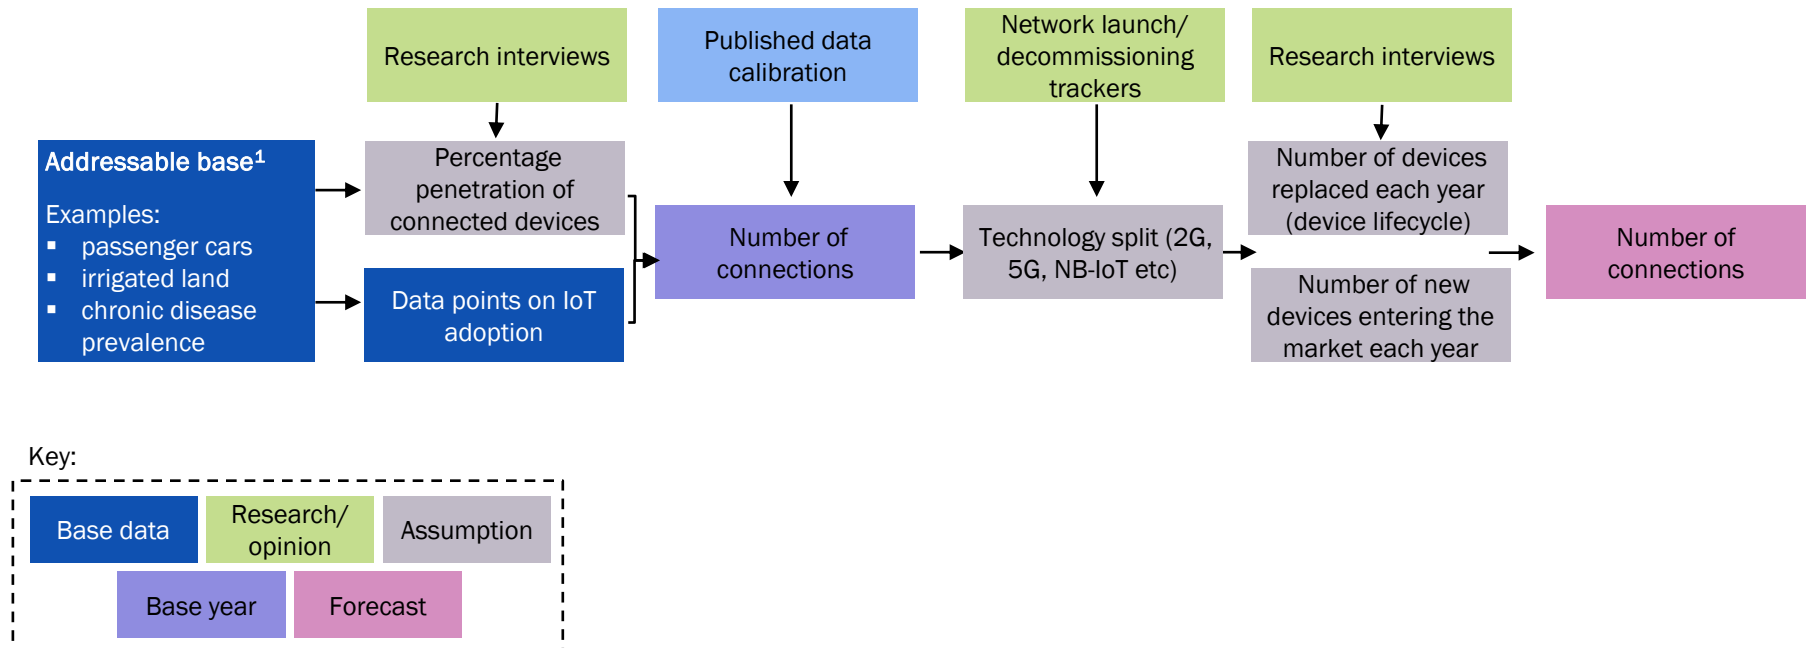 Research interviews
Published data
calibration
Network launch/
decommissioning
trackers
Research interviews
Addressable base¹
Examples:
▪ passenger cars
▪ irrigated land
▪ chronic disease
prevalence
Percentage
penetration of
connected devices
Data points on IoT
adoption
Number of
connections
Technology split (2G,
5G, NB-IoT etc)
Number of devices
replaced each year
(device lifecycle)
Number of new
devices entering the
market each year
Number of
connections
Key:
Base data
Research/
opinion
Assumption
Base year
Forecast